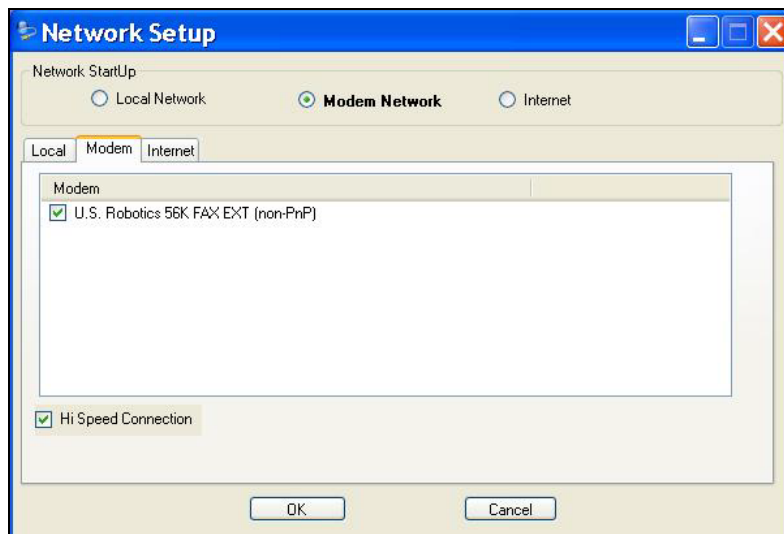 Network Setup
Network StartUp
Local Network
Modem Network
Internet
Local
Modem
Internet
Modem
U.S. Robotics 56K FAX EXT (non-PnP)
Hi Speed Connection
OK
Cancel